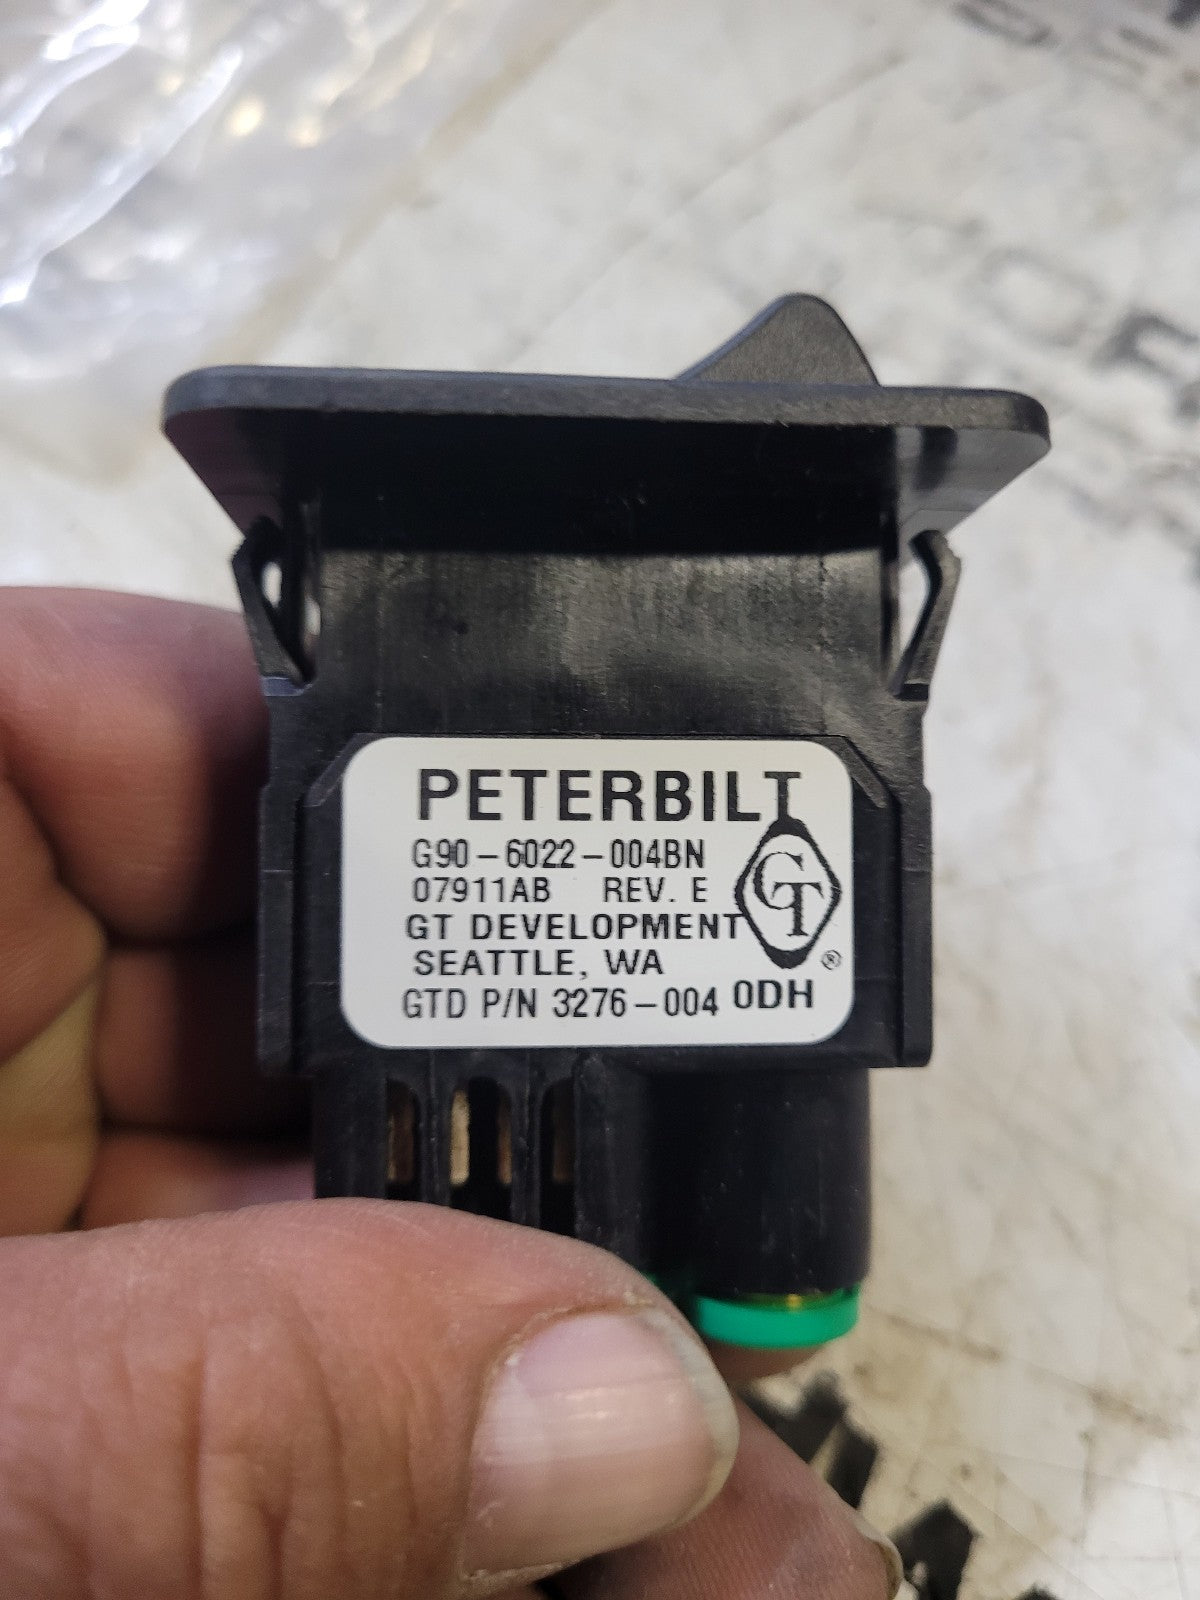 PETERBILT
G90-6022-004BN
07911AB REV. E
GT DEVELOPMENT
SEATTLE, WA
GTD P/N 3276-004 0DH
GT
®